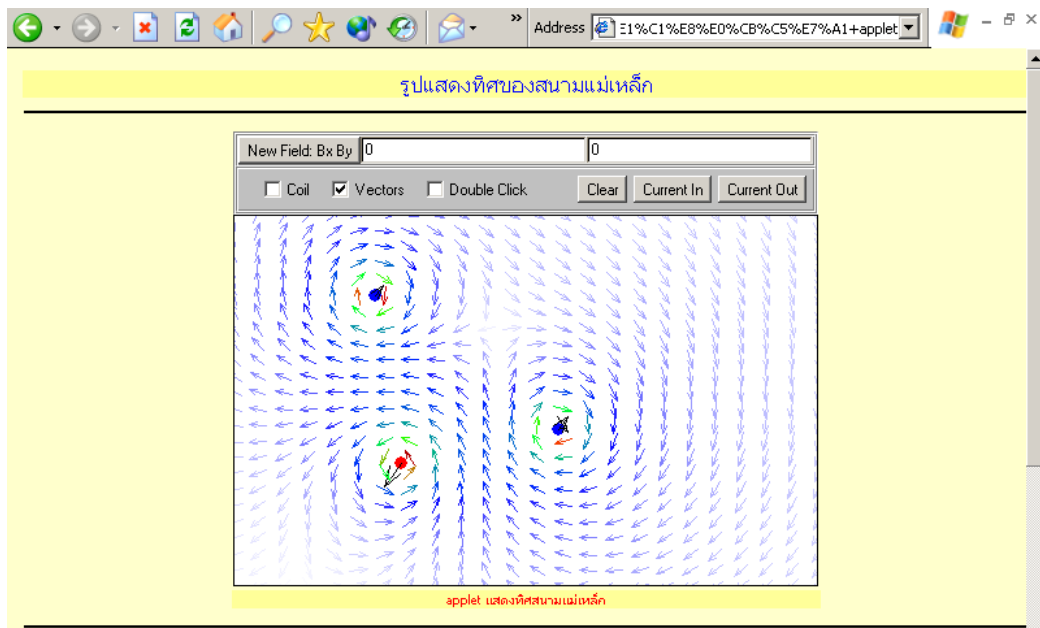 » Address E1%C1%E8%E0%CB%C5%E7%A1+applet
รูปแสดงทิศของสนามแม่เหล็ก
New Field: Bx By 0 0
Coil Vectors Double Click Clear Current In Current Out
applet แสดงทิศสนามแม่เหล็ก